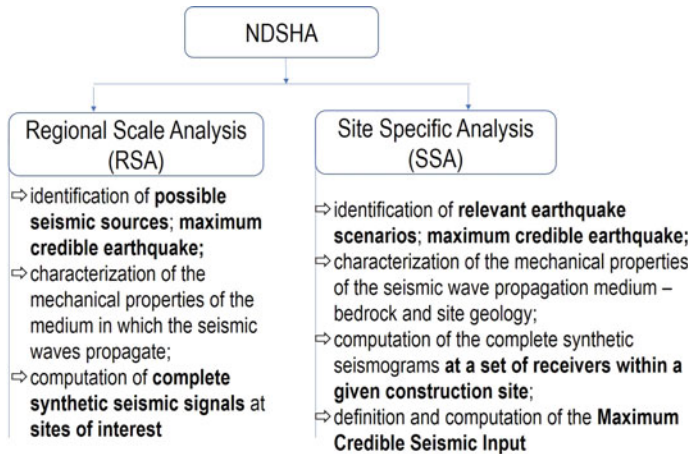 NDSHA
Regional Scale Analysis
(RSA)
⇨identification of possible
seismic sources; maximum
credible earthquake;
⇨characterization of the
mechanical properties of the
medium in which the seismic
waves propagate;
⇨computation of complete
synthetic seismic signals at
sites of interest
Site Specific Analysis
(SSA)
⇨identification of relevant earthquake
scenarios; maximum credible earthquake;
⇨characterization of the mechanical properties
of the seismic wave propagation medium –
bedrock and site geology;
⇨computation of the complete synthetic
seismograms at a set of receivers within a
given construction site;
⇨definition and computation of the Maximum
Credible Seismic Input